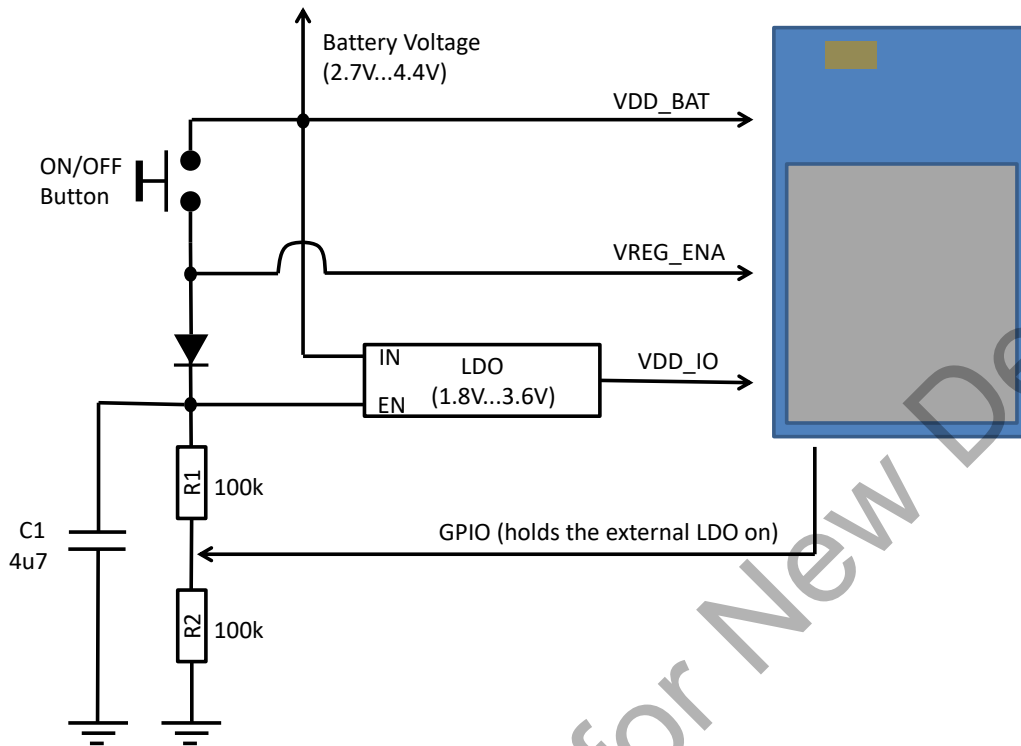 Battery Voltage
(2.7V...4.4V)
VDD_BAT
ON/OFF
Button
VREG_ENA
IN
LDO
VDD_IO
EN
(1.8V...3.6V)
R1
100k
C1
4u7
GPIO (holds the external LDO on)
R2
100k
for New De